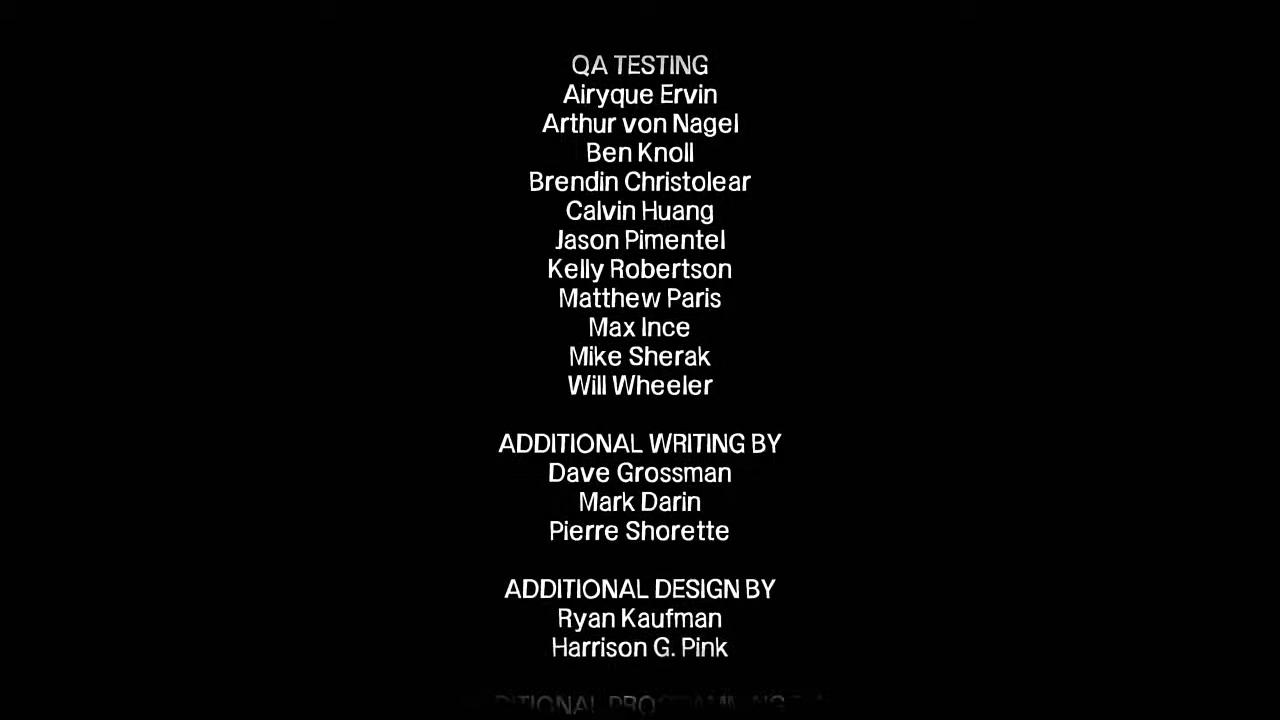 QA TESTING
Airyque Ervin
Arthur von Nagel
Ben Knoll
Brendin Christolear
Calvin Huang
Jason Pimentel
Kelly Robertson
Matthew Paris
Max Ince
Mike Sherak
Will Wheeler
ADDITIONAL WRITING BY
Dave Grossman
Mark Darin
Pierre Shorette
ADDITIONAL DESIGN BY
Ryan Kaufman
Harrison G. Pink
ADDITIONAL PROGRAMMING